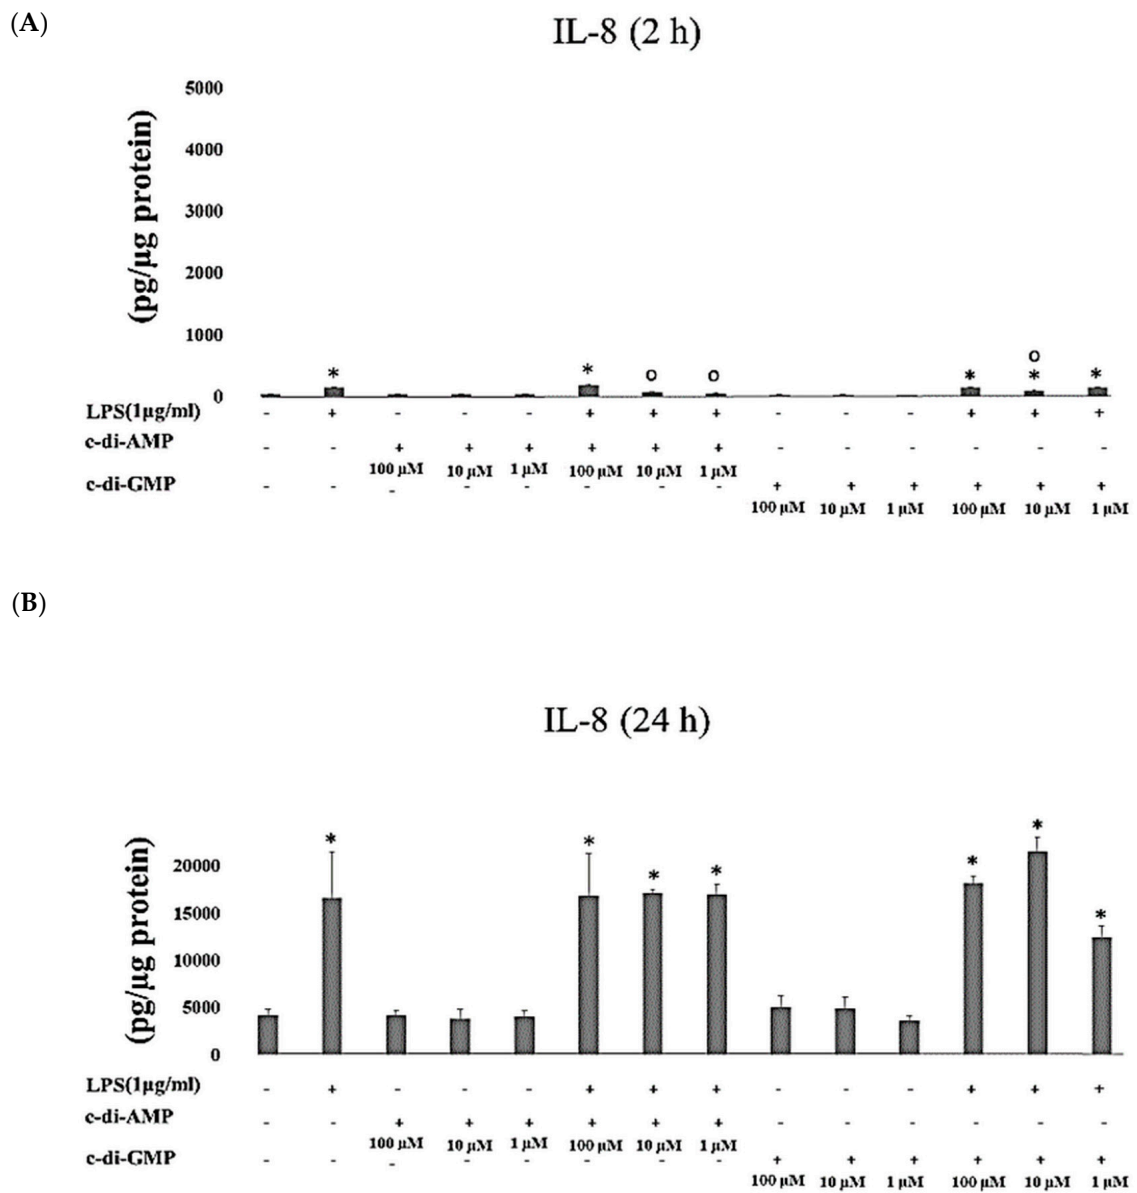 (A)
IL-8 (2 h)
(pg/µg protein)
5000
4000
3000
2000
1000
0
* * o o * o * *
LPS(1µg/ml) - + - - - + + + - - - + + +
c-di-AMP - - + + + + + + - - - - - -
100 µM 10 µM 1 µM 100 µM 10 µM 1 µM
c-di-GMP - - - - - - - - + + + + + +
100 µM 10 µM 1 µM 100 µM 10 µM 1 µM
(B)
IL-8 (24 h)
(pg/µg protein)
20000
15000
10000
5000
0
* * * * * * *
LPS(1µg/ml) - + - - - + + + - - - + + +
c-di-AMP - - + + + + + + - - - - - -
100 µM 10 µM 1 µM 100 µM 10 µM 1 µM
c-di-GMP - - - - - - - - + + + + + +
100 µM 10 µM 1 µM 100 µM 10 µM 1 µM